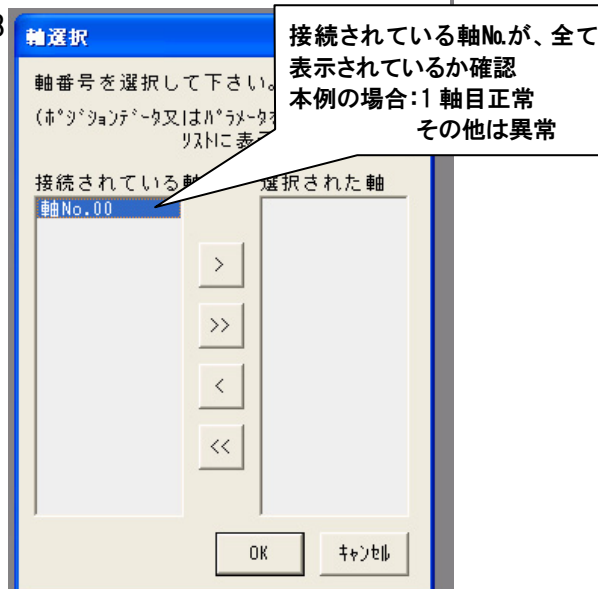 軸選択
接続されている軸№が、全て
表示されているか確認
本例の場合:1 軸目正常
その他は異常
軸番号を選択して下さい。
(ﾎﾟｼﾞｼｮﾝﾃﾞｰﾀ又はﾊﾟﾗﾒｰﾀを
ﾘｽﾄに表
接続されている軸
選択された軸
軸No.00
>
>>
<
<<
OK
ｷｬﾝｾﾙ